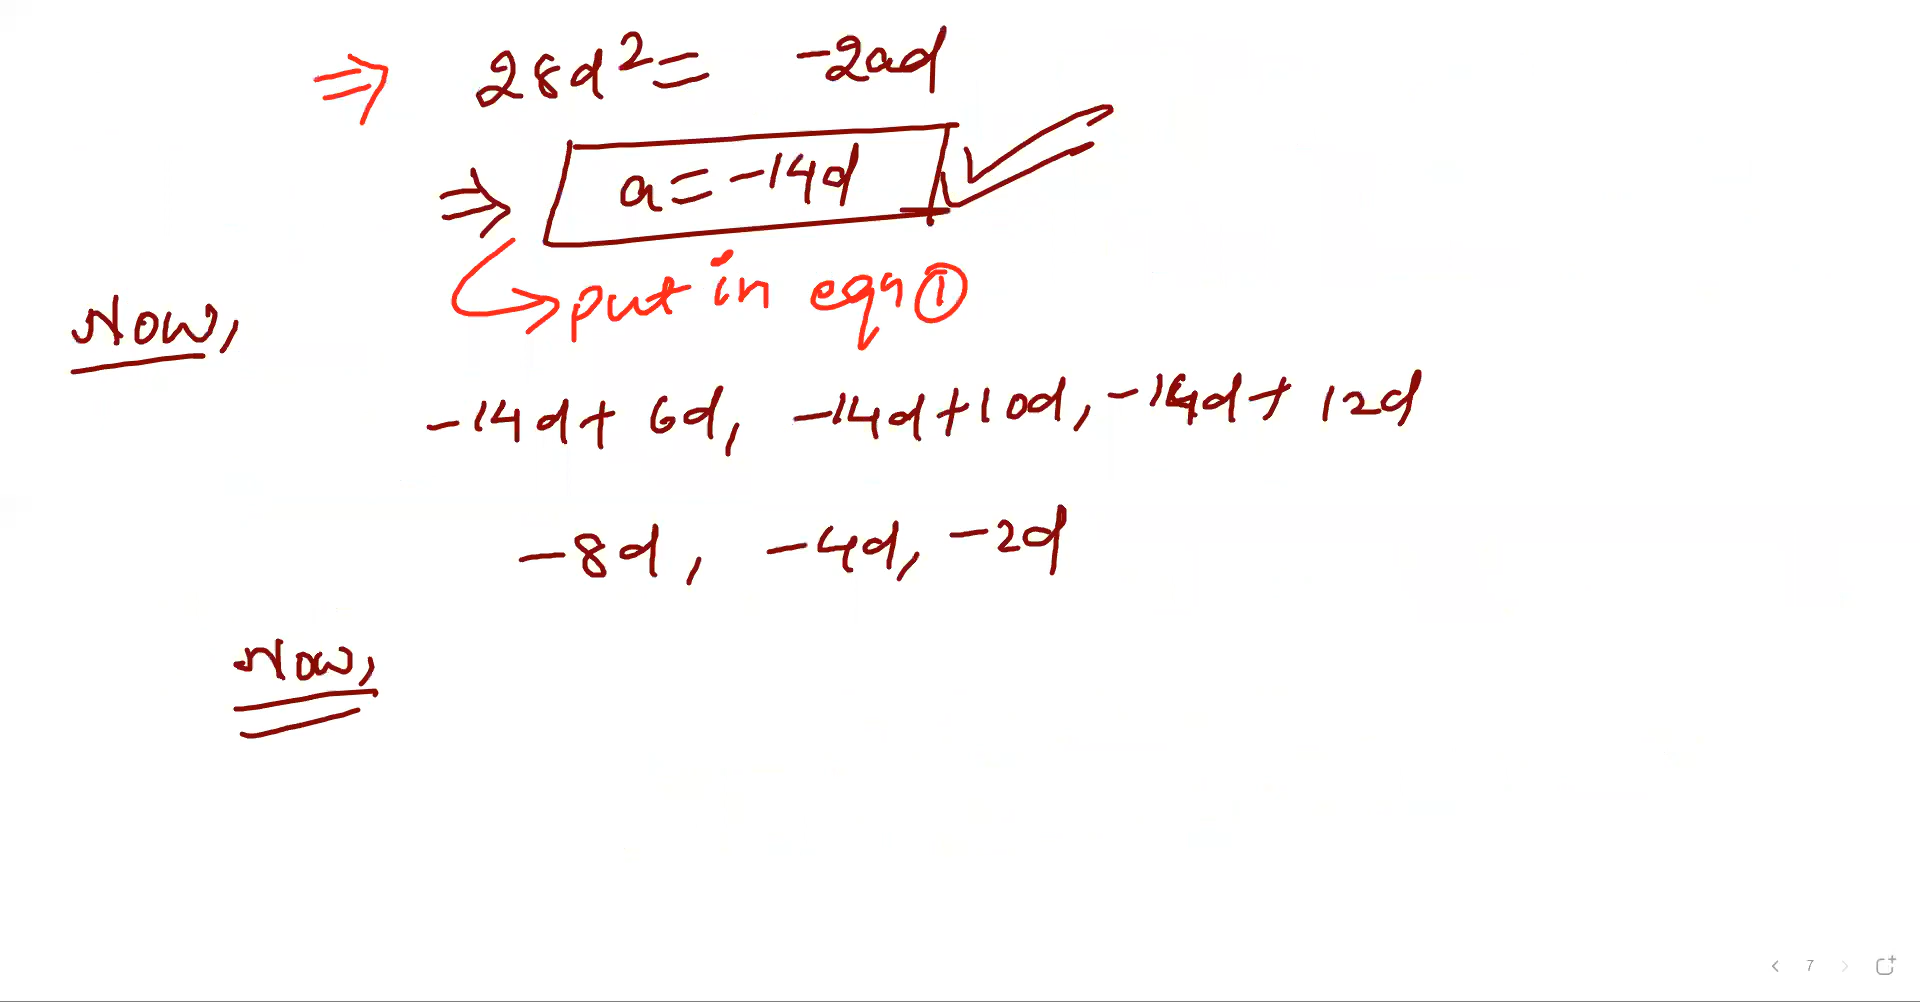 ⇒ 28d² = -2ad
⇒ a = -14d
put in eqn ①
Now,
-14d + 6d, -14d + 10d, -14d + 12d
-8d, -4d, -2d
Now,
7